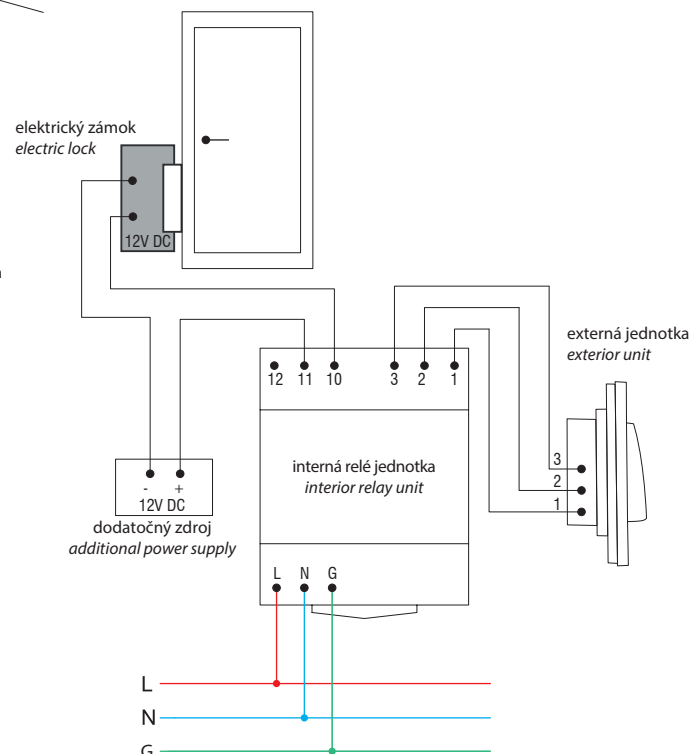 elektrický zámok
electric lock
12V DC
externá jednotka
exterior unit
12 11 10 3 2 1
3
2
1
interná relé jednotka
interior relay unit
- +
12V DC
dodatočný zdroj
additional power supply
L N G
L
N
G